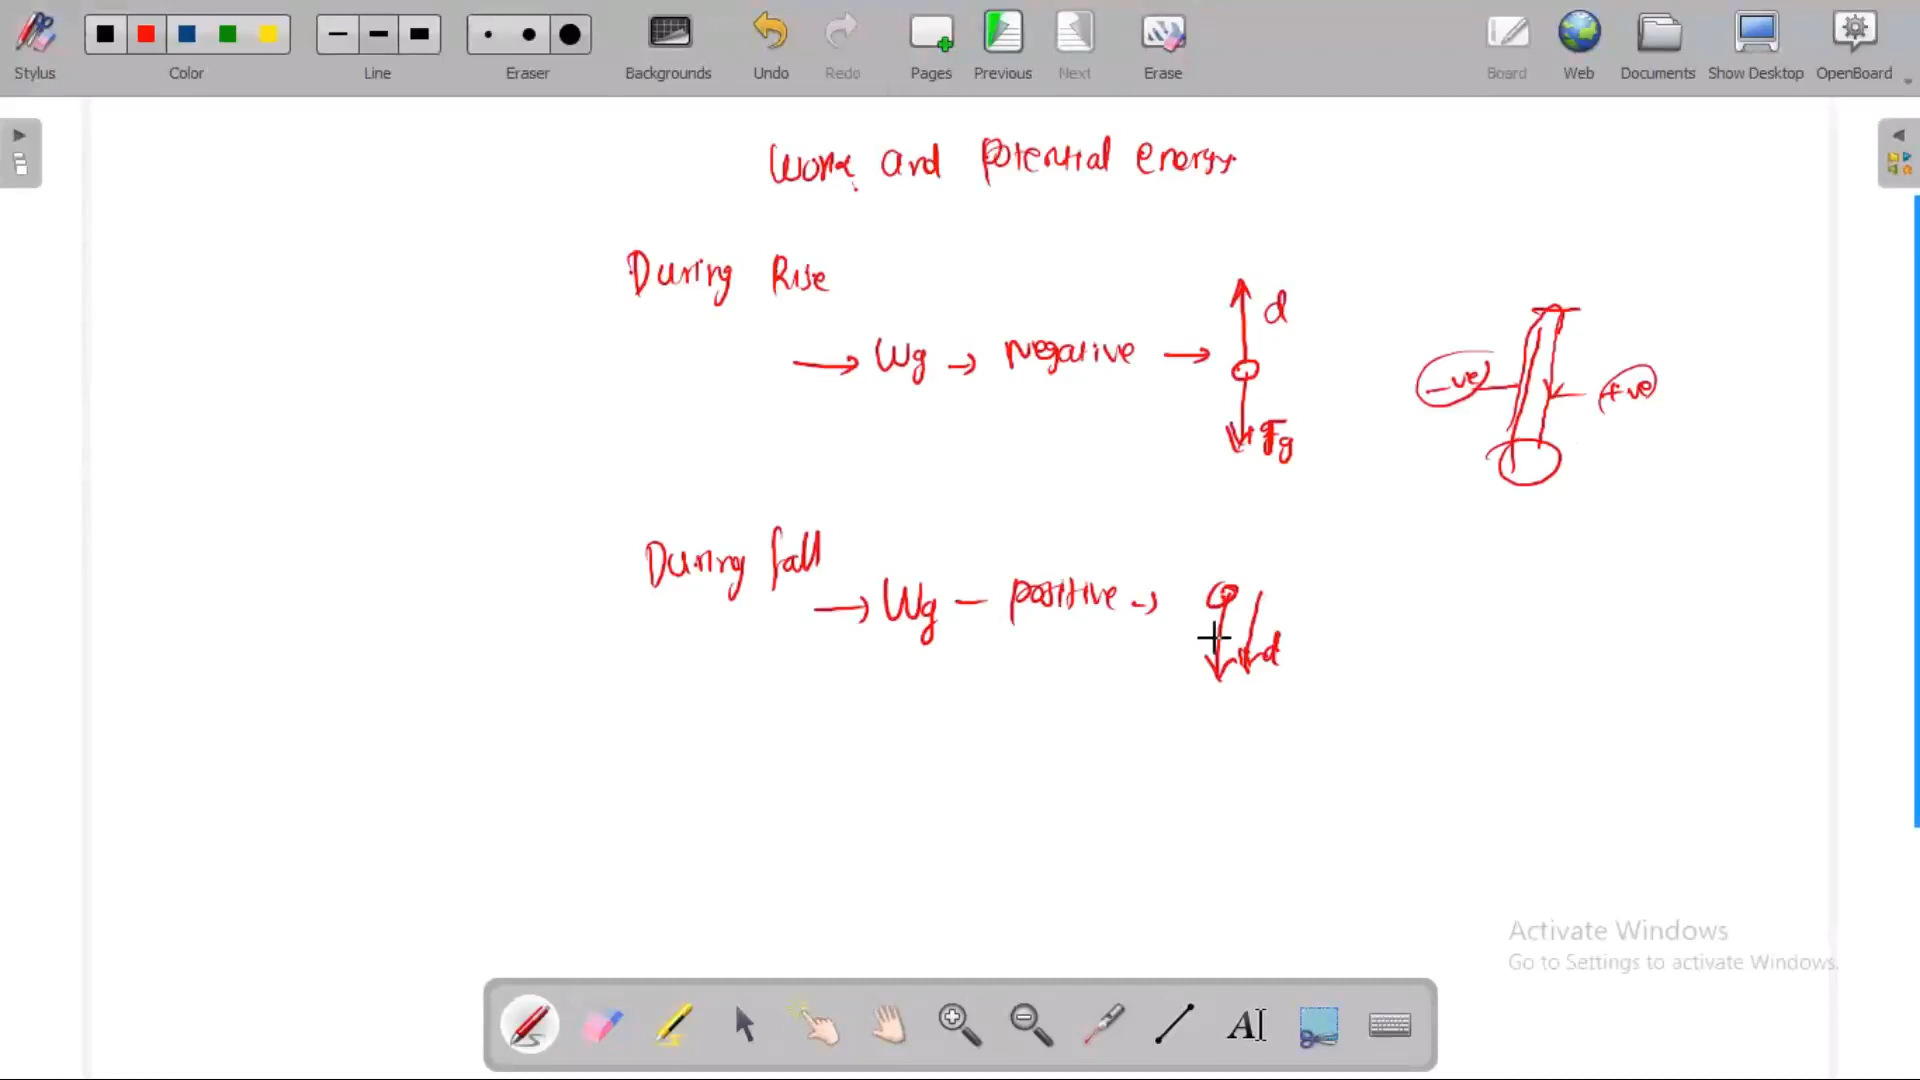 Stylus Color Line Eraser Backgrounds Undo Redo Pages Previous Next Erase Board Web Documents Show Desktop OpenBoard
Work and potential energy
During Rise
→ Wg → negative →
d
Fg
-ve
+ve
During fall
→ Wg — positive →
d
Activate Windows
Go to Settings to activate Windows.
AI